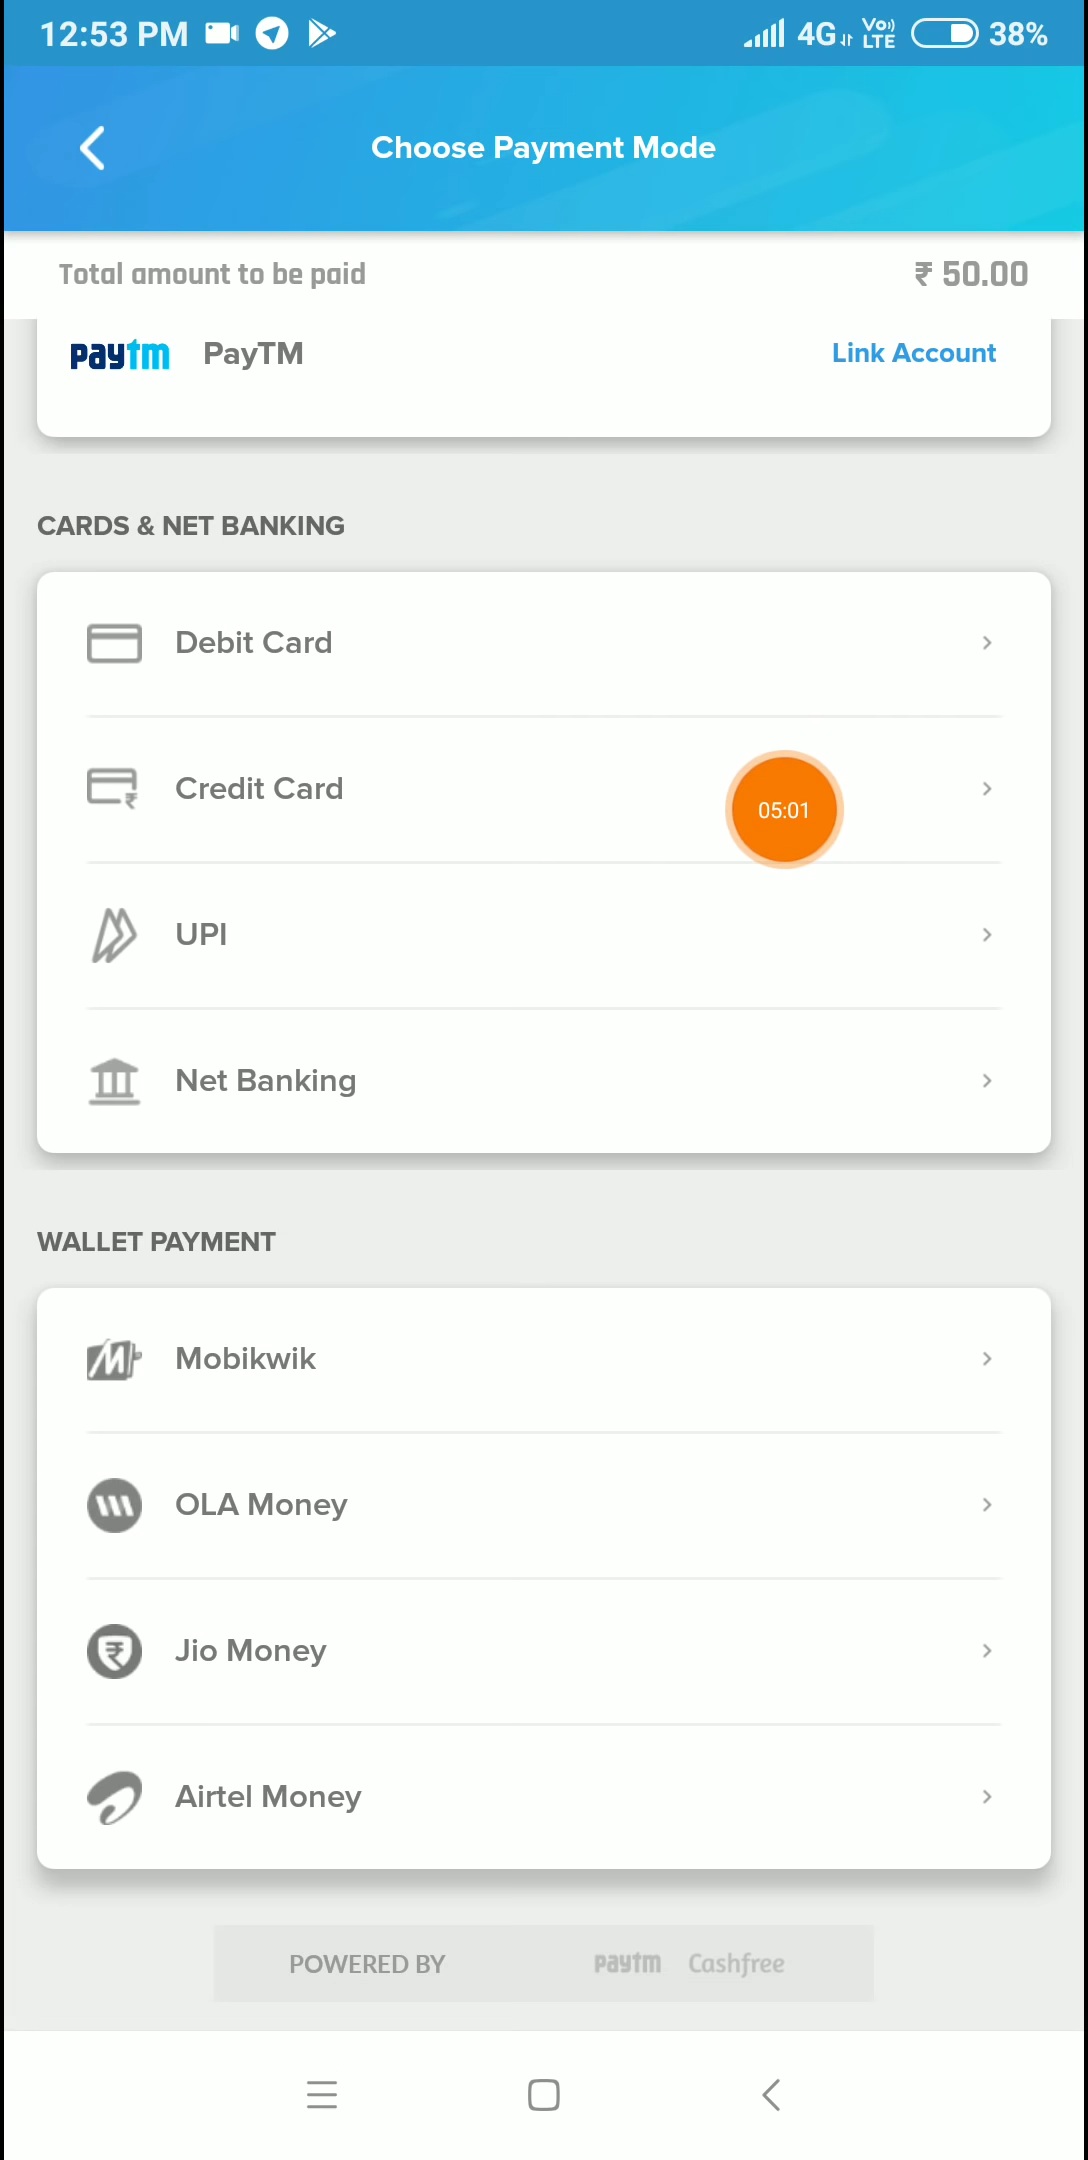 12:53 PM 4G Vo)) LTE 38%
Choose Payment Mode
Total amount to be paid ₹ 50.00
paytm PayTM Link Account
CARDS & NET BANKING
Debit Card
Credit Card 05:01
UPI
Net Banking
WALLET PAYMENT
Mobikwik
OLA Money
Jio Money
Airtel Money
POWERED BY paytm Cashfree